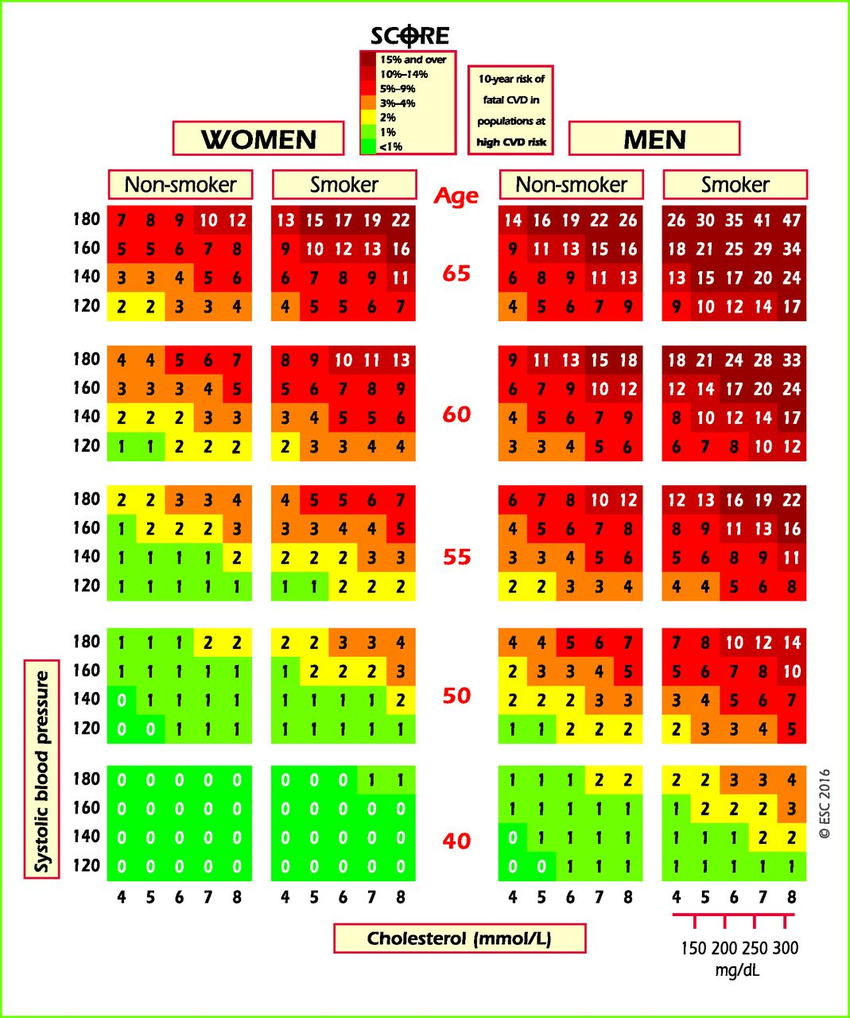 SCORE
15% and over
10%–14%
5%–9%
3%–4%
2%
1%
<1%
10-year risk of
fatal CVD in
populations at
high CVD risk
WOMEN
MEN
Non-smoker Smoker Age Non-smoker Smoker
180 7 8 9 10 12 13 15 17 19 22 14 16 19 22 26 26 30 35 41 47
160 5 5 6 7 8 9 10 12 13 16 9 11 13 15 16 18 21 25 29 34
65
140 3 3 4 5 6 6 7 8 9 11 6 8 9 11 13 13 15 17 20 24
120 2 2 3 3 4 4 5 5 6 7 4 5 6 7 9 9 10 12 14 17
180 4 4 5 6 7 8 9 10 11 13 9 11 13 15 18 18 21 24 28 33
160 3 3 3 4 5 5 6 7 8 9 6 7 9 10 12 12 14 17 20 24
60
140 2 2 2 3 3 3 4 5 5 6 4 5 6 7 9 8 10 12 14 17
120 1 1 2 2 2 2 3 3 4 4 3 3 4 5 6 6 7 8 10 12
180 2 2 3 3 4 4 5 5 6 7 6 7 8 10 12 12 13 16 19 22
160 1 2 2 2 3 3 3 4 4 5 4 5 6 7 8 8 9 11 13 16
55
140 1 1 1 1 2 2 2 2 3 3 3 3 4 5 6 5 6 8 9 11
120 1 1 1 1 1 1 1 2 2 2 2 2 3 3 4 4 4 5 6 8
180 1 1 1 2 2 2 2 3 3 4 4 4 5 6 7 7 8 10 12 14
160 1 1 1 1 1 1 2 2 2 3 2 3 3 4 5 5 6 7 8 10
50
140 0 1 1 1 1 1 1 1 1 2 2 2 2 3 3 3 4 5 6 7
120 0 0 1 1 1 1 1 1 1 1 1 1 2 2 2 2 3 3 4 5
180 0 0 0 0 0 0 0 0 1 1 1 1 1 2 2 2 2 3 3 4
160 0 0 0 0 0 0 0 0 0 0 1 1 1 1 1 1 2 2 2 3
40
140 0 0 0 0 0 0 0 0 0 0 0 1 1 1 1 1 1 1 2 2
120 0 0 0 0 0 0 0 0 0 0 0 0 1 1 1 1 1 1 1 1
4 5 6 7 8 4 5 6 7 8 4 5 6 7 8 4 5 6 7 8
Systolic blood pressure
Cholesterol (mmol/L)
150 200 250 300
mg/dL
© ESC 2016